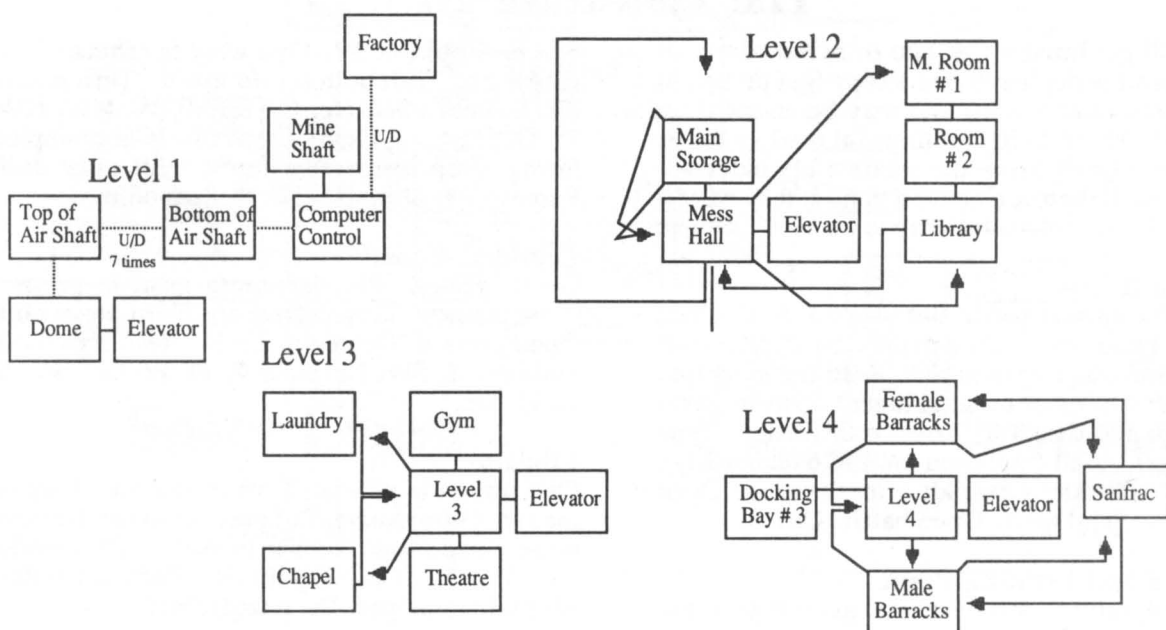 Factory
U/D
Mine
Shaft
Level 1
Top of
Air Shaft
U/D
7 times
Bottom of
Air Shaft
Computer
Control
Dome
Elevator
Level 2
M. Room
# 1
Room
# 2
Main
Storage
Mess
Hall
Elevator
Library
Level 3
Laundry
Gym
Level
3
Elevator
Chapel
Theatre
Level 4
Female
Barracks
Docking
Bay # 3
Level
4
Elevator
Sanfrac
Male
Barracks